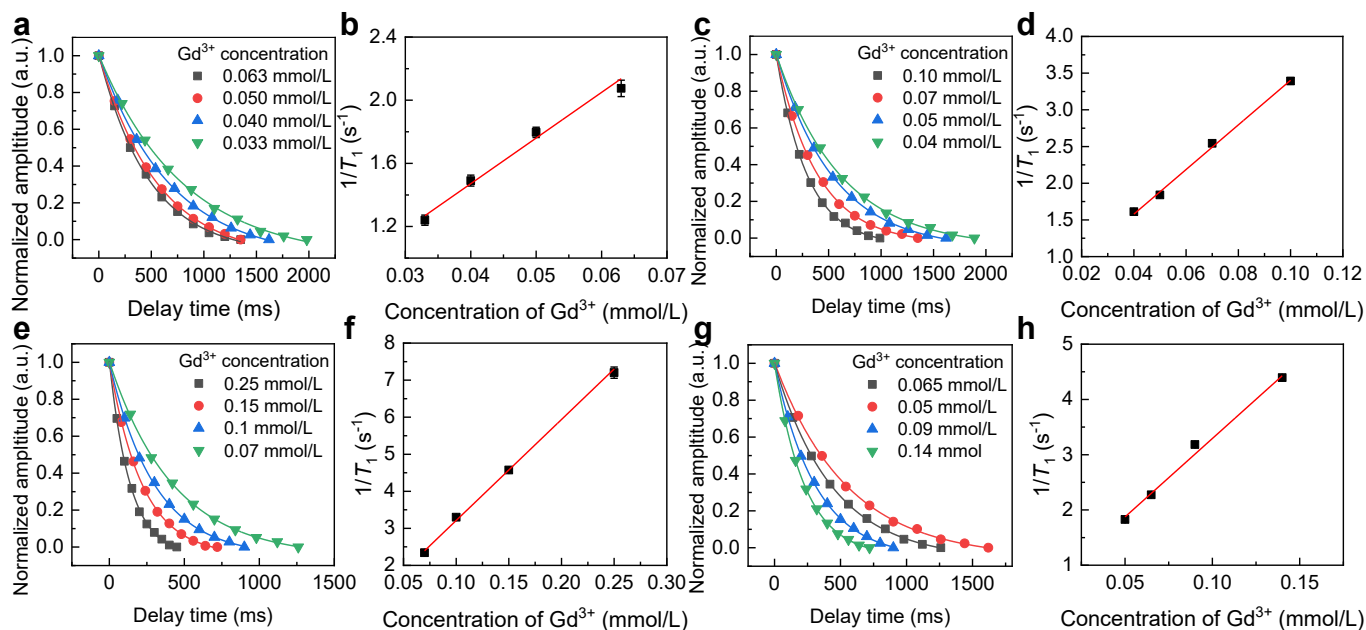 a
Normalized ampltitude (a.u.)
1.0
0.8
0.6
0.4
0.2
0.0
Gd³⁺ concentration
0.063 mmol/L
0.050 mmol/L
0.040 mmol/L
0.033 mmol/L
0 500 1000 1500 2000
Delay time (ms)
b
1/T₁ (s⁻¹)
2.4
2.0
1.6
1.2
0.03 0.04 0.05 0.06 0.07
Concentration of Gd³⁺ (mmol/L)
c
Normalized ampltitude (a.u.)
1.0
0.8
0.6
0.4
0.2
0.0
Gd³⁺ concentration
0.10 mmol/L
0.07 mmol/L
0.05 mmol/L
0.04 mmol/L
0 500 1000 1500 2000
Delay time (ms)
d
1/T₁ (s⁻¹)
4.0
3.5
3.0
2.5
2.0
1.5
1.0
0.02 0.04 0.06 0.08 0.10 0.12
Concentration of Gd³⁺ (mmol/L)
e
Normalized ampltitude (a.u.)
1.0
0.8
0.6
0.4
0.2
0.0
Gd³⁺ concentration
0.25 mmol/L
0.15 mmol/L
0.1 mmol/L
0.07 mmol/L
0 500 1000 1500
Delay time (ms)
f
1/T₁ (s⁻¹)
8
7
6
5
4
3
2
0.05 0.10 0.15 0.20 0.25 0.30
Concentration of Gd³⁺ (mmol/L)
g
Normalized ampltitude (a.u.)
1.0
0.8
0.6
0.4
0.2
0.0
Gd³⁺ concentration
0.065 mmol/L
0.05 mmol/L
0.09 mmol/L
0.14 mmol
0 500 1000 1500
Delay time (ms)
h
1/T₁ (s⁻¹)
5
4
3
2
1
0.05 0.10 0.15
Concentration of Gd³⁺ (mmol/L)